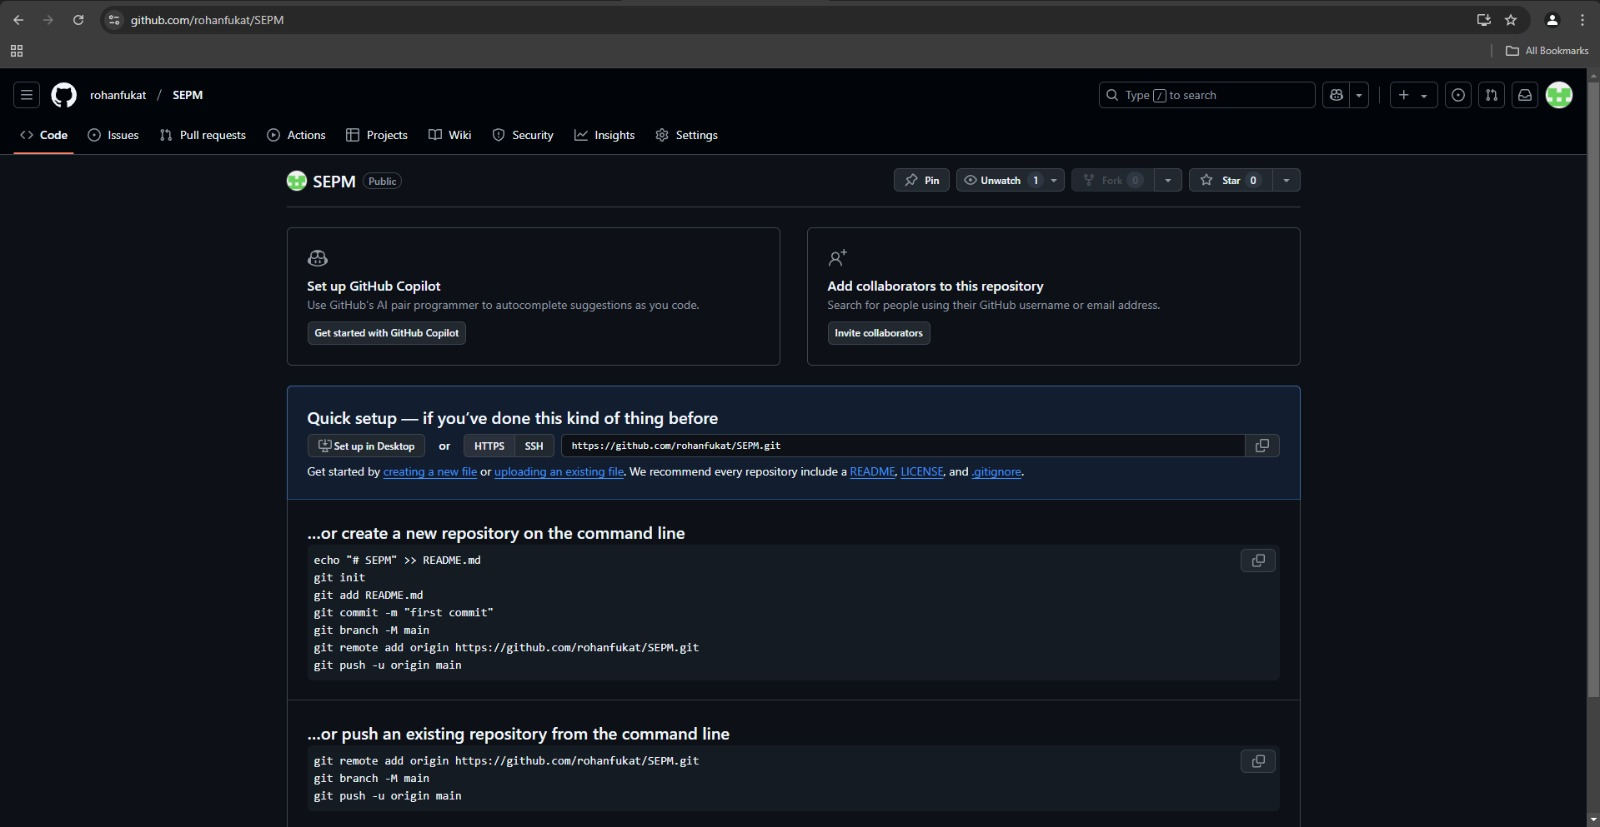 github.com/rohanfukat/SEPM
All Bookmarks
rohanfukat / SEPM
Type / to search
Code Issues Pull requests Actions Projects Wiki Security Insights Settings
SEPM Public
Pin Unwatch 1 Fork 0 Star 0
Set up GitHub Copilot
Use GitHub's AI pair programmer to autocomplete suggestions as you code.
Get started with GitHub Copilot
Add collaborators to this repository
Search for people using their GitHub username or email address.
Invite collaborators
Quick setup — if you've done this kind of thing before
Set up in Desktop or HTTPS SSH https://github.com/rohanfukat/SEPM.git
Get started by creating a new file or uploading an existing file. We recommend every repository include a README, LICENSE, and .gitignore.
...or create a new repository on the command line
echo "# SEPM" >> README.md
git init
git add README.md
git commit -m "first commit"
git branch -M main
git remote add origin https://github.com/rohanfukat/SEPM.git
git push -u origin main
...or push an existing repository from the command line
git remote add origin https://github.com/rohanfukat/SEPM.git
git branch -M main
git push -u origin main